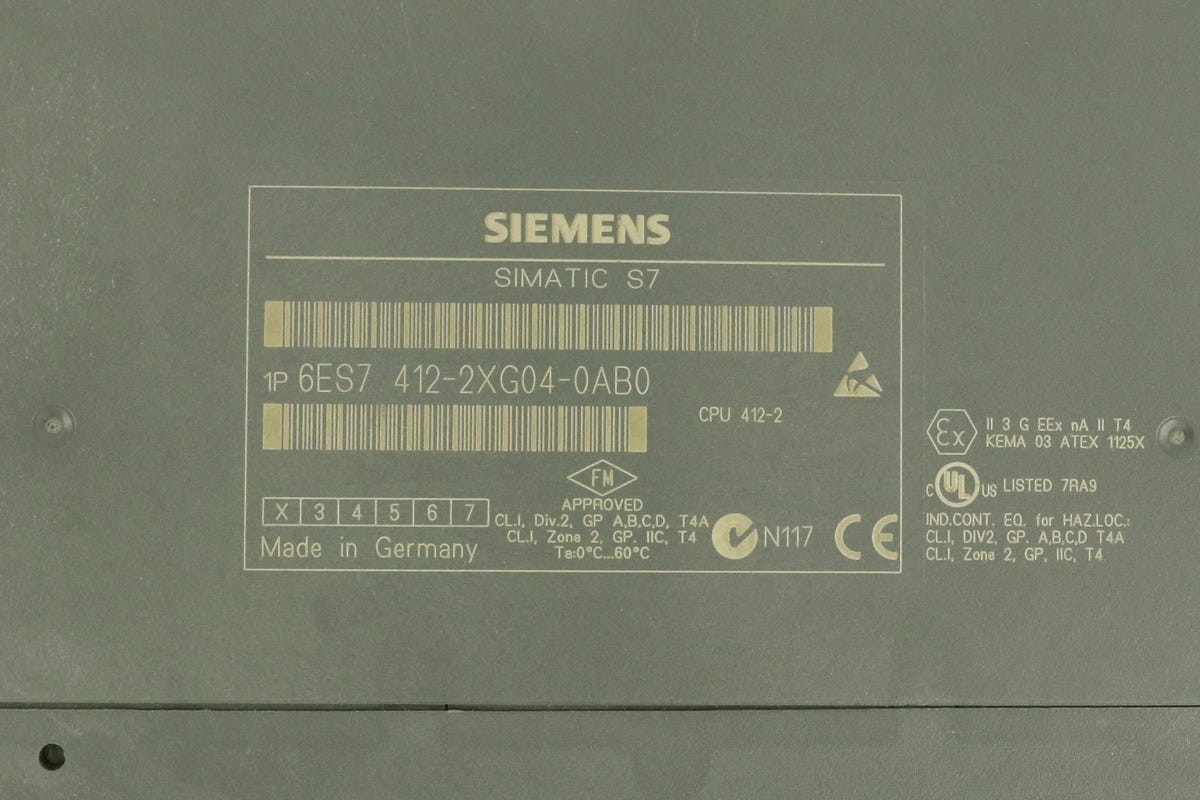 SIEMENS
SIMATIC S7
1P 6ES7 412-2XG04-0AB0
CPU 412-2
FM
APPROVED
CL.I, Div.2, GP A,B,C,D, T4A
CL.I, Zone 2, GP. IIC, T4
Ta:0°C...60°C
X 3 4 5 6 7
Made in Germany
N117
CE
Ex
II 3 G EEx nA II T4
KEMA 03 ATEX 1125X
C UL US LISTED 7RA9
IND.CONT. EQ. for HAZ.LOC.:
CL.I, DIV2, GP. A,B,C,D T4A
CL.I, Zone 2, GP, IIC, T4